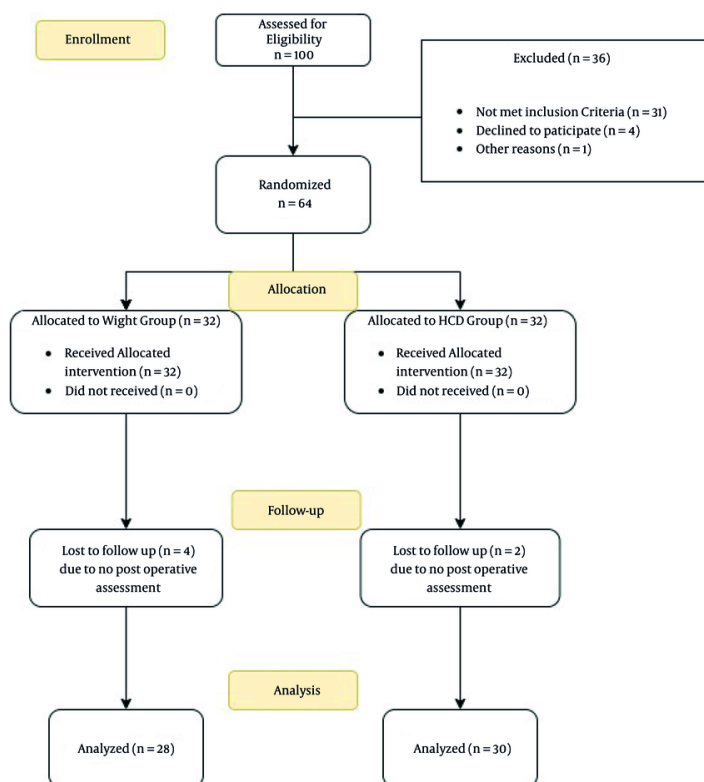 Enrollment
Assessed for
Eligibility
n = 100
Excluded (n = 36)
• Not met inclusion Criteria (n = 31)
• Declined to paticipate (n = 4)
• Other reasons (n = 1)
Randomized
n = 64
Allocation
Allocated to Wight Group (n = 32)
• Received Allocated
intervention (n = 32)
• Did not received (n = 0)
Allocated to HCD Group (n = 32)
• Received Allocated
intervention (n = 32)
• Did not received (n = 0)
Follow-up
Lost to follow up (n = 4)
due to no post operative
assessment
Lost to follow up (n = 2)
due to no post operative
assessment
Analysis
Analyzed (n = 28)
Analyzed (n = 30)